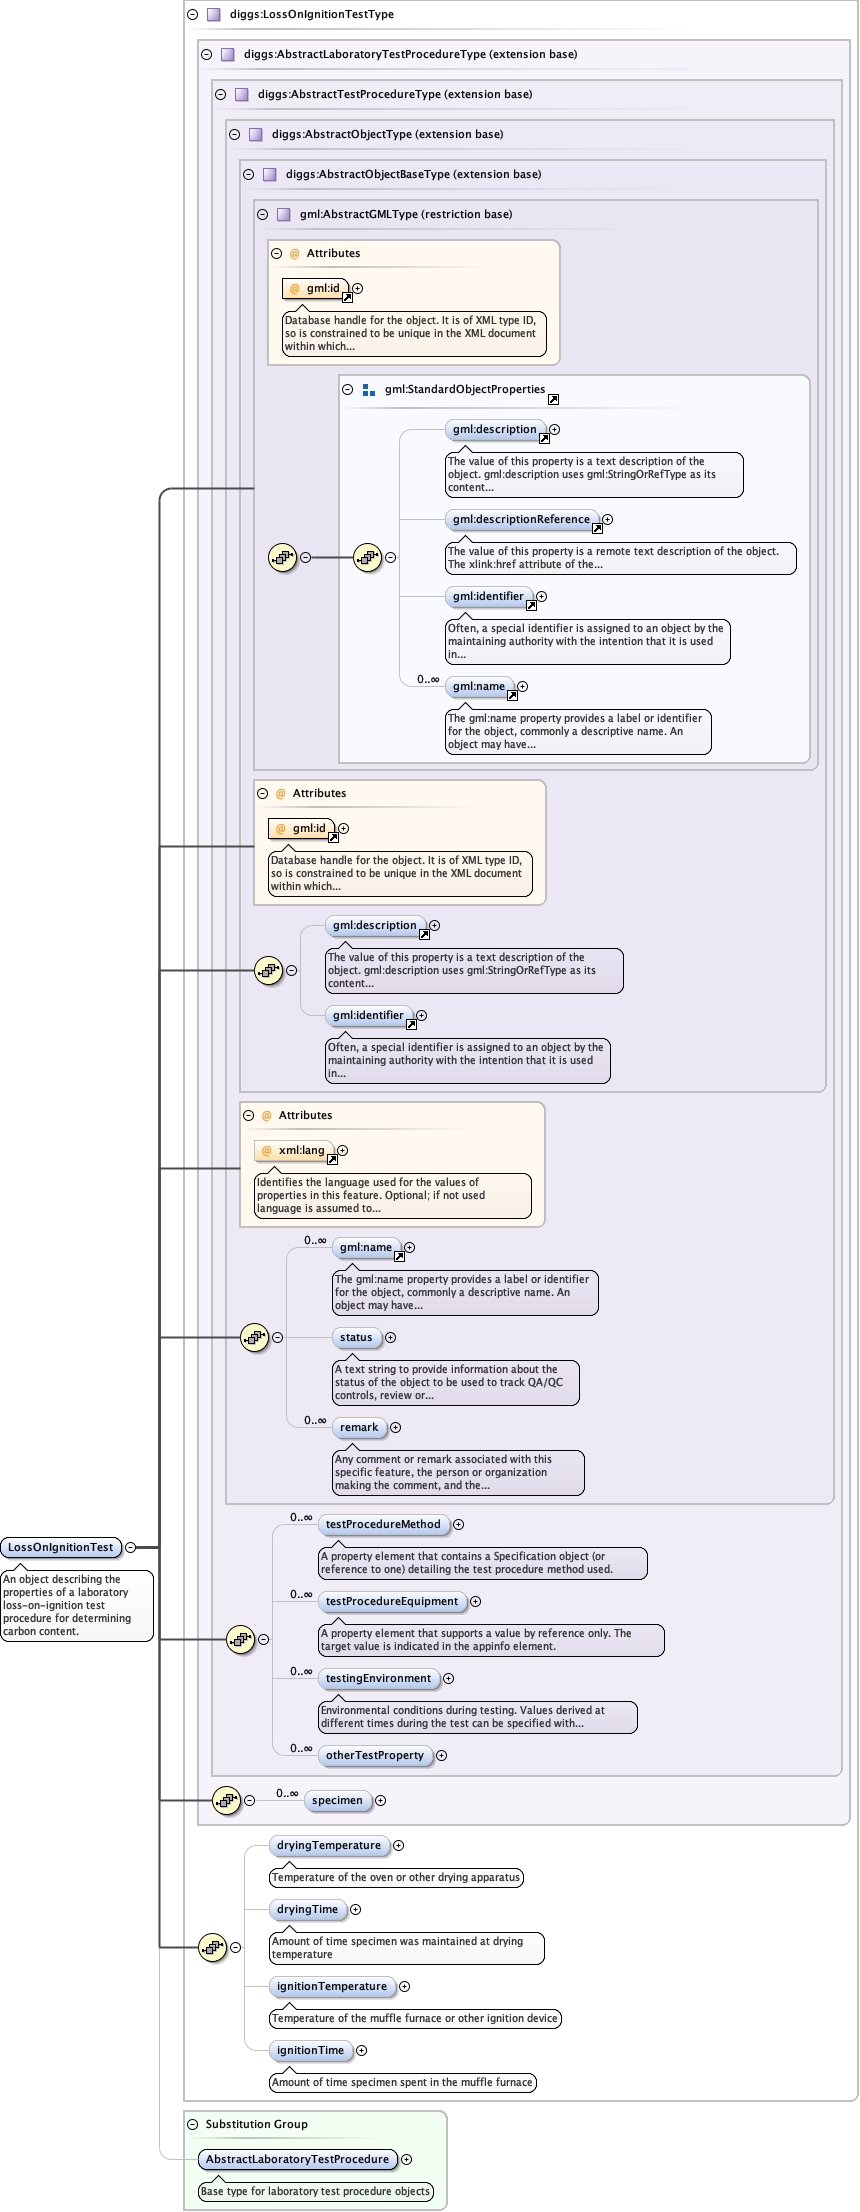 diggs:LossOnIgnitionTestType
diggs:AbstractLaboratoryTestProcedureType (extension base)
diggs:AbstractTestProcedureType (extension base)
diggs:AbstractObjectType (extension base)
diggs:AbstractObjectBaseType (extension base)
gml:AbstractGMLType (restriction base)
@ Attributes
@ gml:id
Database handle for the object. It is of XML type ID,
so is constrained to be unique in the XML document
within which...
gml:StandardObjectProperties
gml:description
The value of this property is a text description of the
object. gml:description uses gml:StringOrRefType as its
content...
gml:descriptionReference
The value of this property is a remote text description of the object.
The xlink:href attribute of the...
gml:identifier
Often, a special identifier is assigned to an object by the
maintaining authority with the intention that it is used
in...
0..∞
gml:name
The gml:name property provides a label or identifier
for the object, commonly a descriptive name. An
object may have...
@ Attributes
@ gml:id
Database handle for the object. It is of XML type ID,
so is constrained to be unique in the XML document
within which...
gml:description
The value of this property is a text description of the
object. gml:description uses gml:StringOrRefType as its
content...
gml:identifier
Often, a special identifier is assigned to an object by the
maintaining authority with the intention that it is used
in...
@ Attributes
@ xml:lang
Identifies the language used for the values of
properties in this feature. Optional; if not used
language is assumed to...
0..∞
gml:name
The gml:name property provides a label or identifier
for the object, commonly a descriptive name. An
object may have...
status
A text string to provide information about the
status of the object to be used to track QA/QC
controls, review or...
0..∞
remark
Any comment or remark associated with this
specific feature, the person or organization
making the comment, and the...
0..∞
testProcedureMethod
A property element that contains a Specification object (or
reference to one) detailing the test procedure method used.
LossOnIgnitionTest
An object describing the
properties of a laboratory
loss-on-ignition test
procedure for determining
carbon content.
0..∞
testProcedureEquipment
A property element that supports a value by reference only. The
target value is indicated in the appinfo element.
0..∞
testingEnvironment
Environmental conditions during testing. Values derived at
different times during the test can be specified with...
0..∞
otherTestProperty
0..∞
specimen
dryingTemperature
Temperature of the oven or other drying apparatus
dryingTime
Amount of time specimen was maintained at drying
temperature
ignitionTemperature
Temperature of the muffle furnace or other ignition device
ignitionTime
Amount of time specimen spent in the muffle furnace
Substitution Group
AbstractLaboratoryTestProcedure
Base type for laboratory test procedure objects